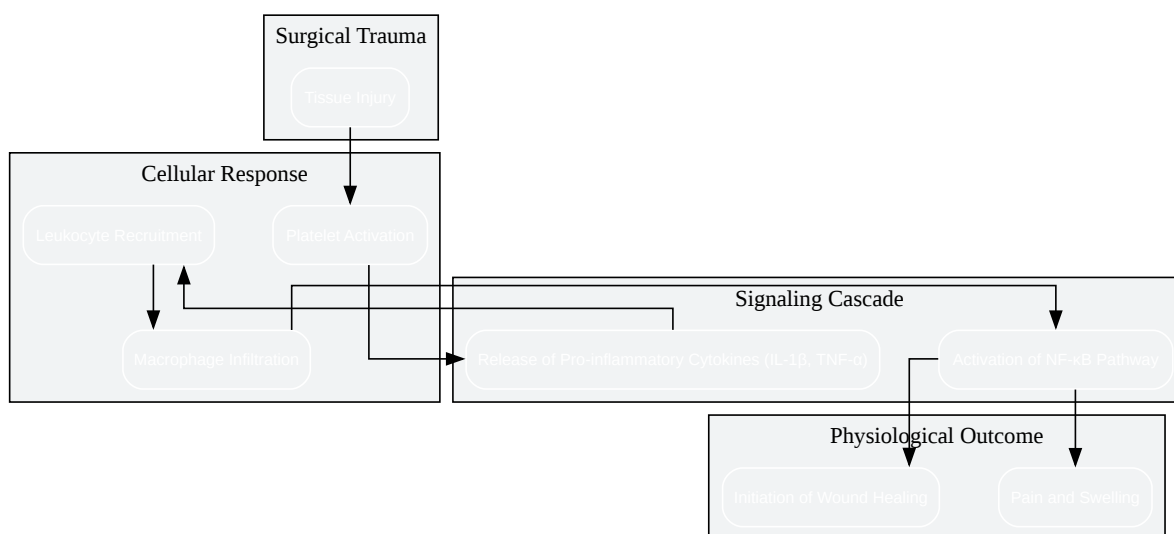 Surgical Trauma
Tissue Injury
Cellular Response
Leukocyte Recruitment
Platelet Activation
Macrophage Infiltration
Signaling Cascade
Release of Pro-inflammatory Cytokines (IL-1β, TNF-α)
Activation of NF-κB Pathway
Physiological Outcome
Initiation of Wound Healing
Pain and Swelling